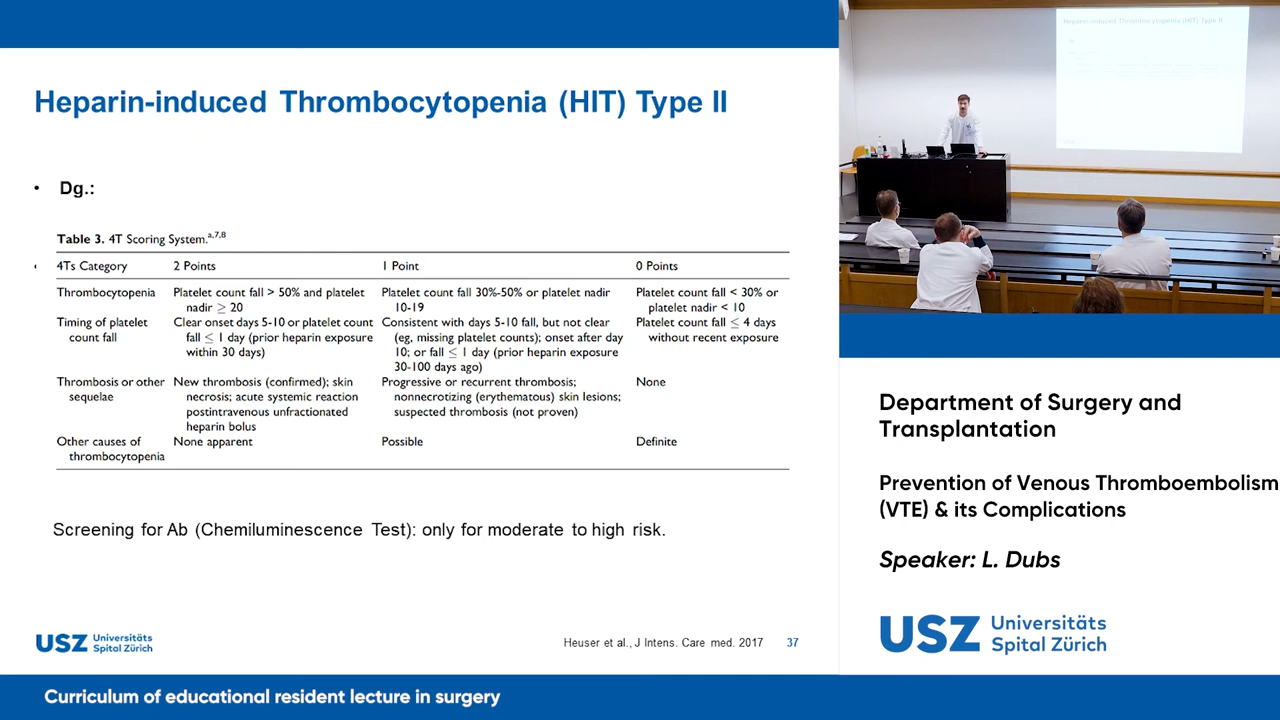 Heparin-induced Thrombocytopenia (HIT) Type II
• Dg.:
Table 3. 4T Scoring System.a,7,8
4Ts Category 2 Points 1 Point 0 Points
Thrombocytopenia Platelet count fall > 50% and platelet nadir ≥ 20 Platelet count fall 30%-50% or platelet nadir 10-19 Platelet count fall < 30% or platelet nadir < 10
Timing of platelet count fall Clear onset days 5-10 or platelet count fall ≤ 1 day (prior heparin exposure within 30 days) Consistent with days 5-10 fall, but not clear (eg, missing platelet counts); onset after day 10; or fall ≤ 1 day (prior heparin exposure 30-100 days ago) Platelet count fall ≤ 4 days without recent exposure
Thrombosis or other sequelae New thrombosis (confirmed); skin necrosis; acute systemic reaction postintravenous unfractionated heparin bolus Progressive or recurrent thrombosis; nonnecrotizing (erythematous) skin lesions; suspected thrombosis (not proven) None
Other causes of thrombocytopenia None apparent Possible Definite
Screening for Ab (Chemiluminescence Test): only for moderate to high risk.
USZ Universitäts
Spital Zürich
Heuser et al., J Intens. Care med. 2017 37
Heparin-induced Thrombocytopenia (HIT) Type II
Department of Surgery and
Transplantation
Prevention of Venous Thromboembolism
(VTE) & its Complications
Speaker: L. Dubs
USZ Universitäts
Spital Zürich
Curriculum of educational resident lecture in surgery